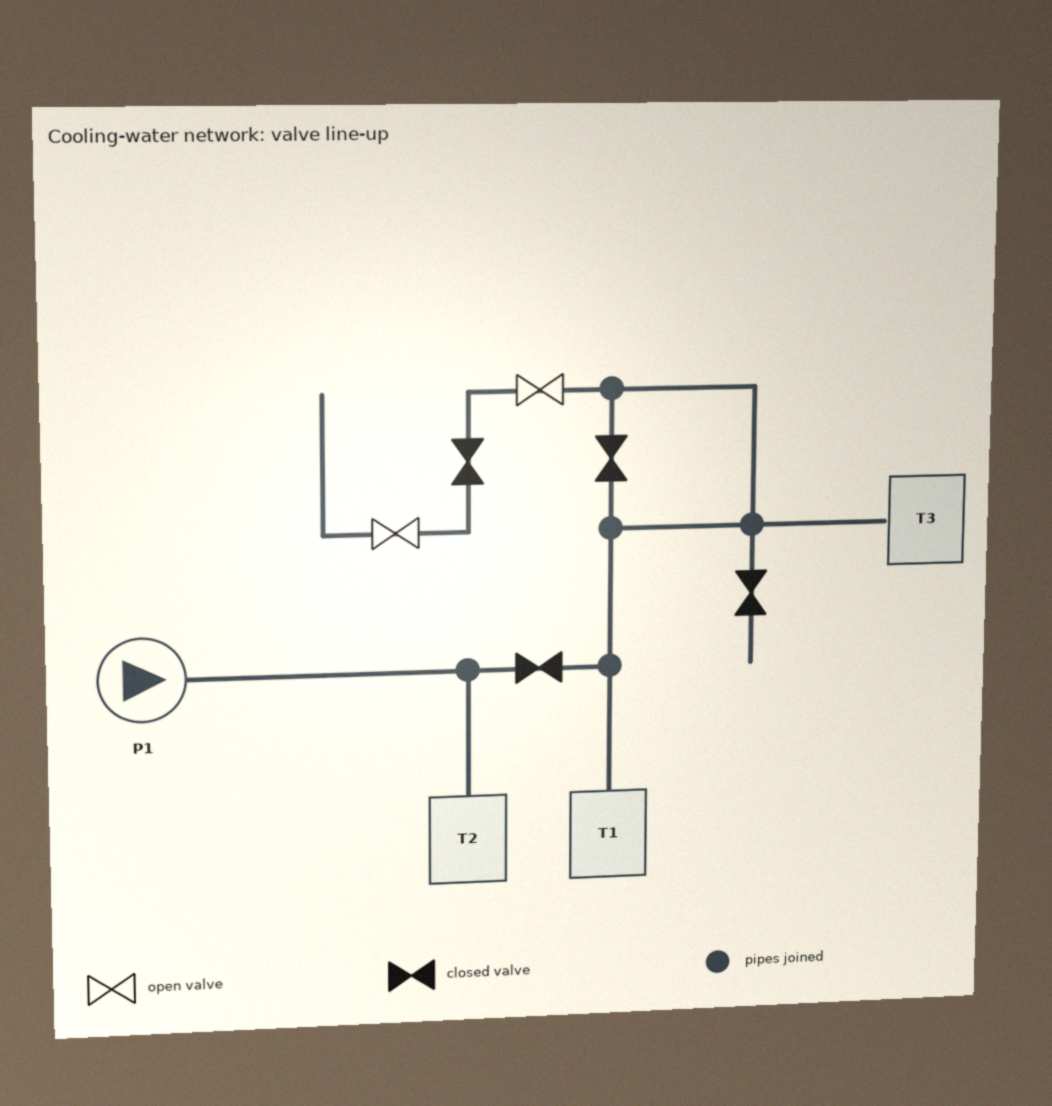 Cooling-water network: valve line-up
T3
P1
T2
T1
open valve
closed valve
pipes joined